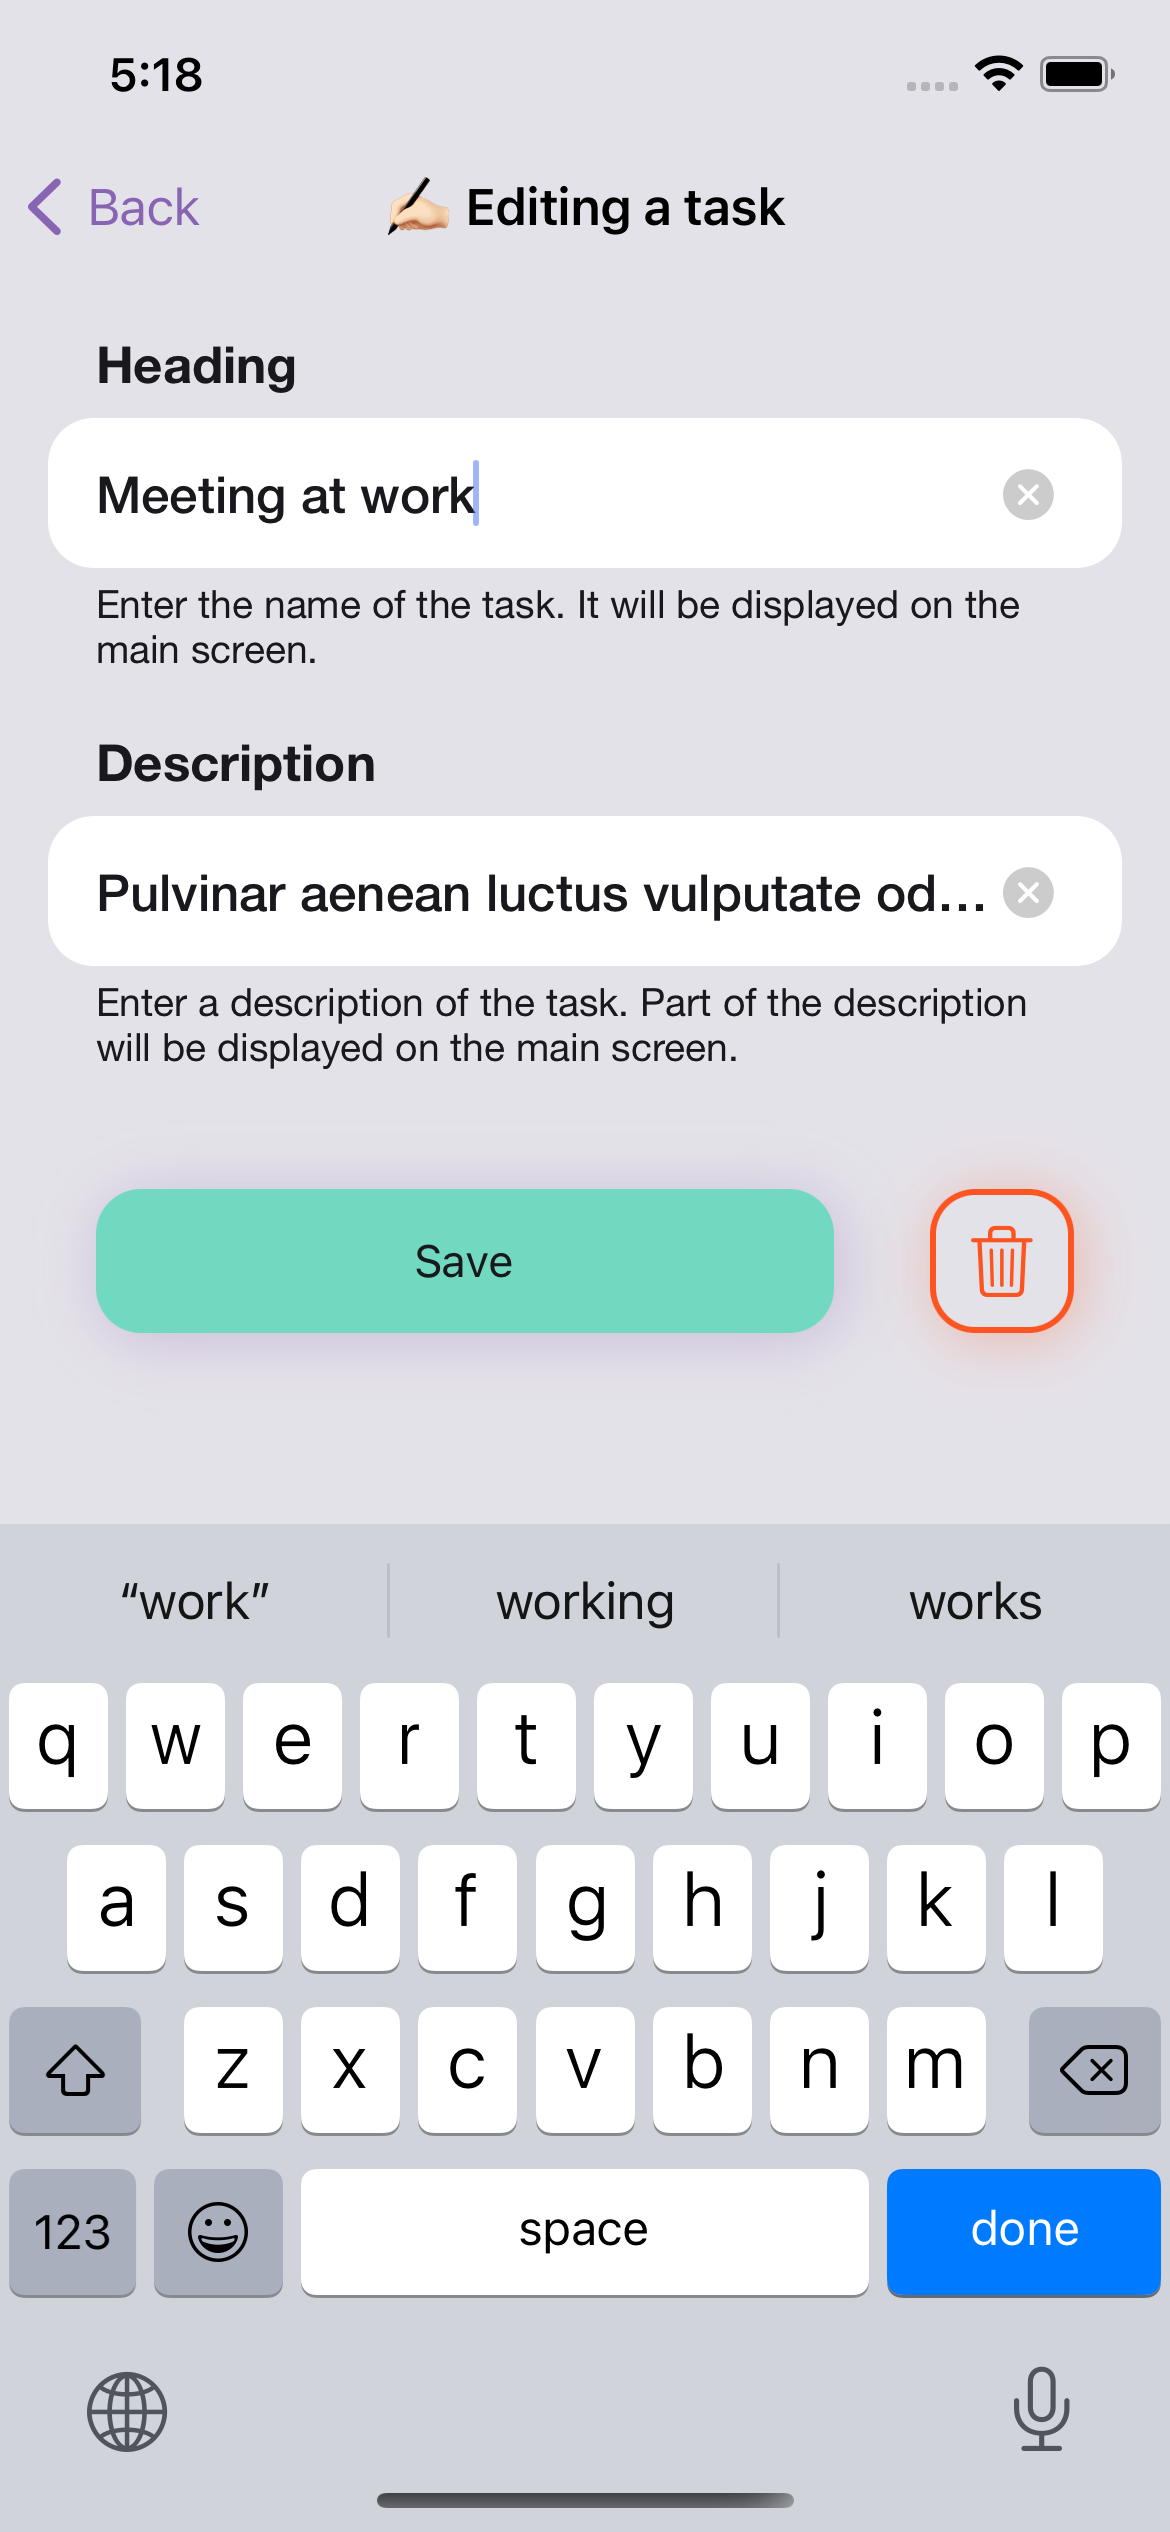 5:18
Back
✍🏻 Editing a task
Heading
Meeting at work
Enter the name of the task. It will be displayed on the
main screen.
Description
Pulvinar aenean luctus vulputate od...
Enter a description of the task. Part of the description
will be displayed on the main screen.
Save
“work” working works
q w e r t y u i o p
a s d f g h j k l
z x c v b n m
123 space done